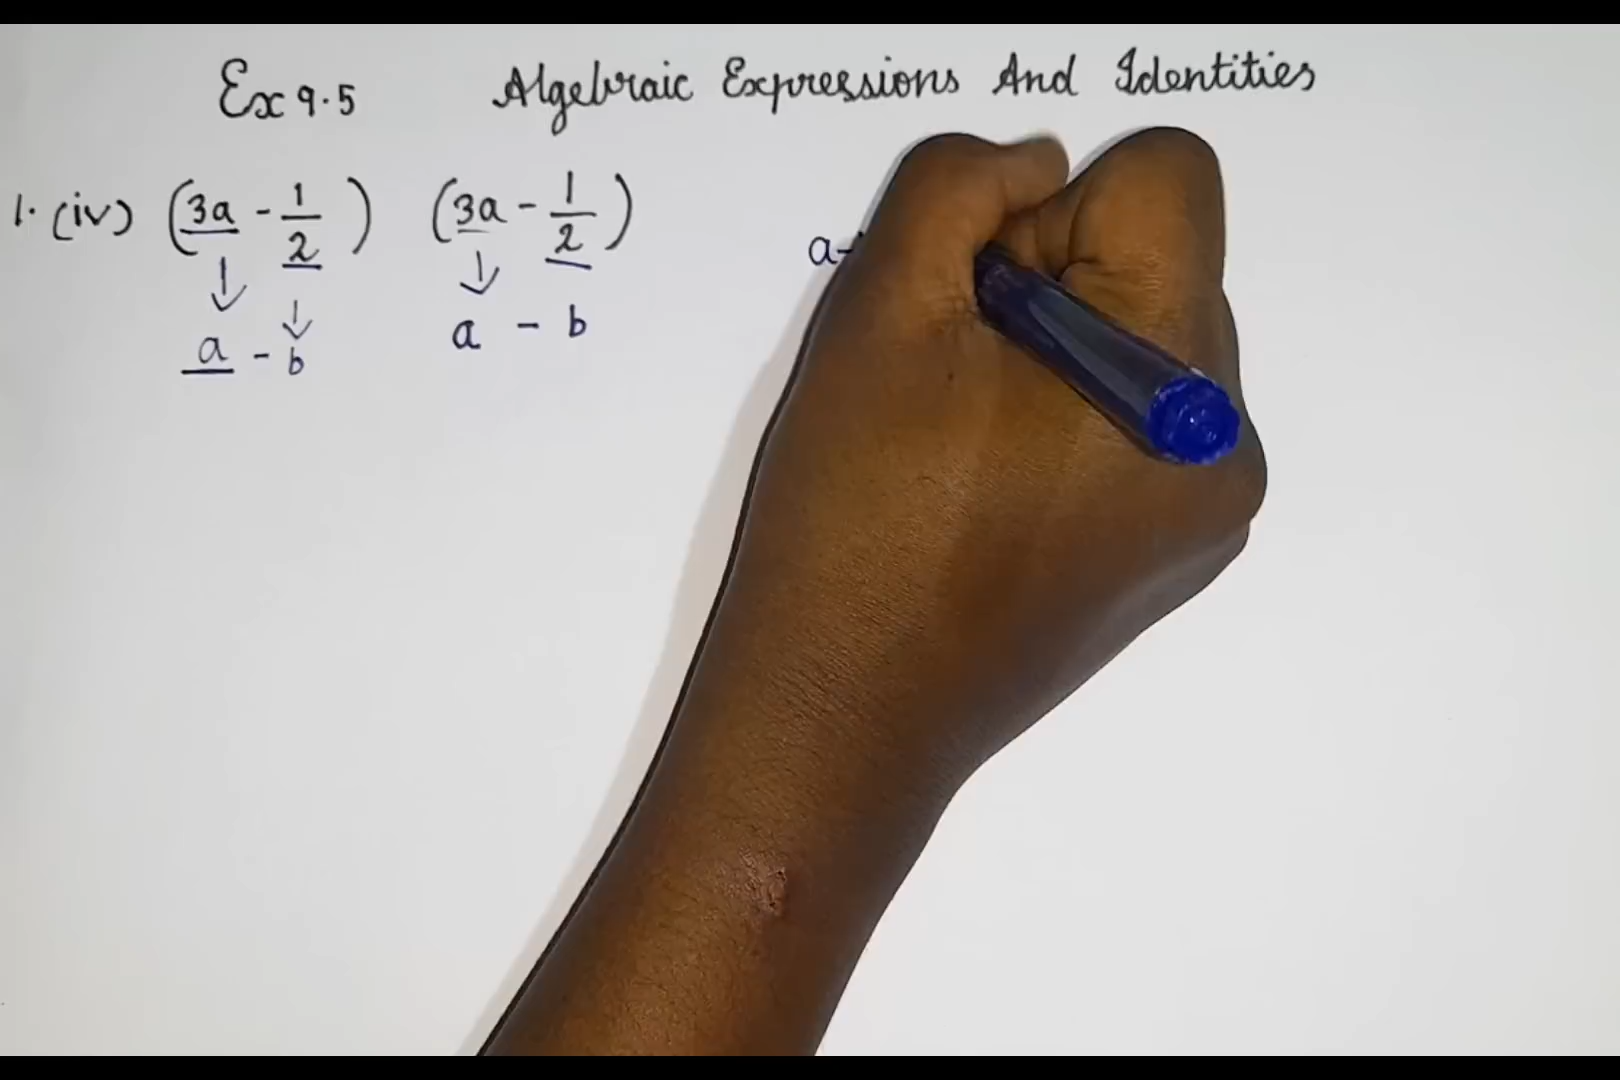 Ex 9.5 Algebraic Expressions And Identities
1. (iv) (3a - 1/2) (3a - 1/2)
↓ ↓ ↓
a - b a - b
a-